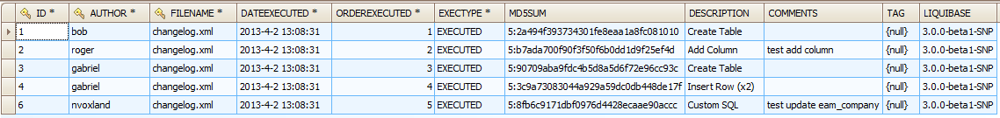 ID * AUTHOR * FILENAME * DATEEXECUTED * ORDEREXECUTED * EXECTYPE * MD5SUM DESCRIPTION COMMENTS TAG LIQUIBASE
1 bob changelog.xml 2013-4-2 13:08:31 1 EXECUTED 5:2a494f393734301fe8eaa1a8fc081010 Create Table {null} 3.0.0-beta1-SNP
2 roger changelog.xml 2013-4-2 13:08:31 2 EXECUTED 5:b7ada700f90f3f50f6b0dd1d9f25ef4d Add Column test add column {null} 3.0.0-beta1-SNP
3 gabriel changelog.xml 2013-4-2 13:08:31 3 EXECUTED 5:90709aba9fdc4b5d8a5d6f72e96cc93c Create Table {null} 3.0.0-beta1-SNP
4 gabriel changelog.xml 2013-4-2 13:08:31 4 EXECUTED 5:3c9a73083044a929a59dc0db448de17f Insert Row (x2) {null} 3.0.0-beta1-SNP
6 nvoxland changelog.xml 2013-4-2 13:08:31 5 EXECUTED 5:8fb6c9171dbf0976d4428ecaae90accc Custom SQL test update eam_company {null} 3.0.0-beta1-SNP